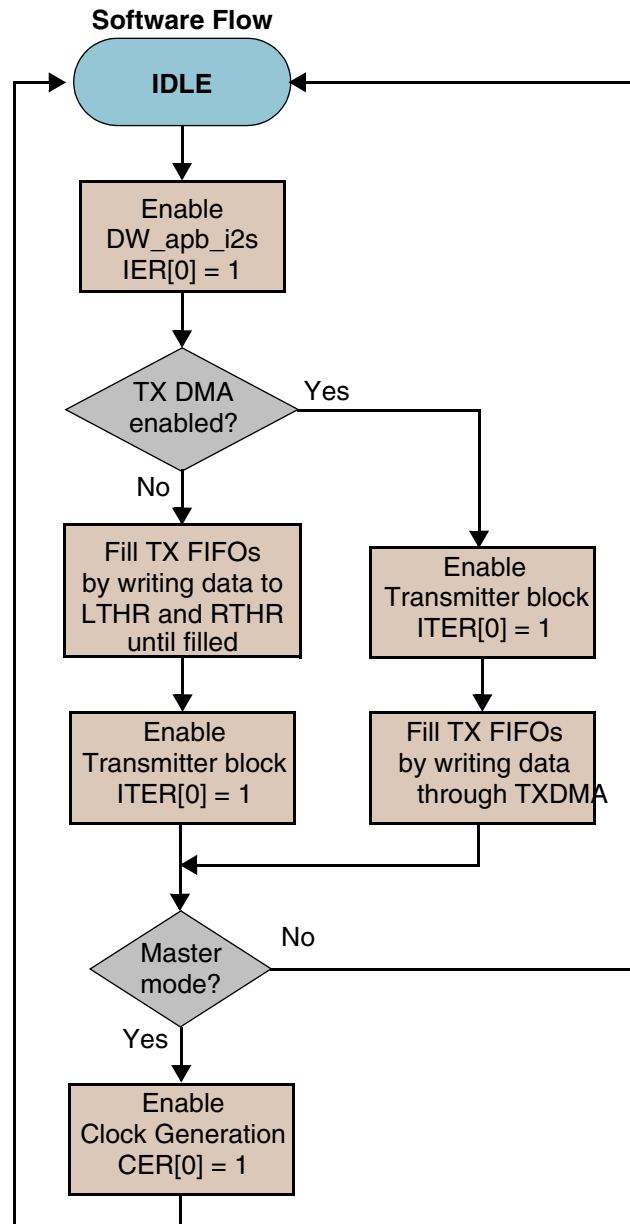 Software Flow
IDLE
Enable
DW_apb_i2s
IER[0] = 1
TX DMA
enabled?
Yes
No
Fill TX FIFOs
by writing data to
LTHR and RTHR
until filled
Enable
Transmitter block
ITER[0] = 1
Enable
Transmitter block
ITER[0] = 1
Fill TX FIFOs
by writing data
through TXDMA
Master
mode?
No
Yes
Enable
Clock Generation
CER[0] = 1